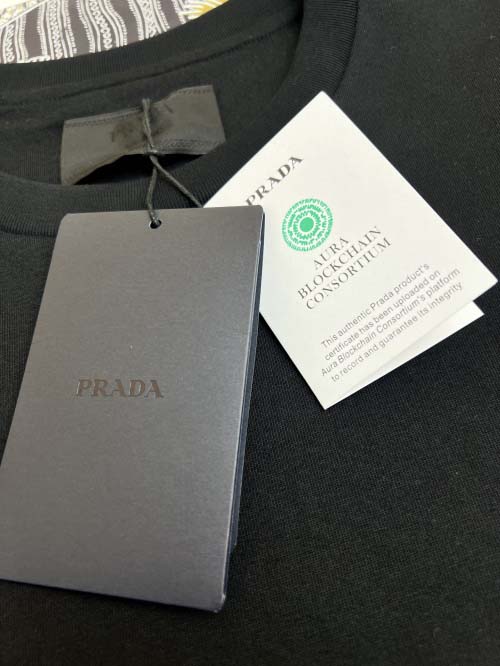 PRADA
AURA
BLOCKCHAIN
CONSORTIUM
This authentic Prada product's
certificate has been uploaded on
Aura Blockchain Consortium's platform
to record and guarantee its integrity
PRADA